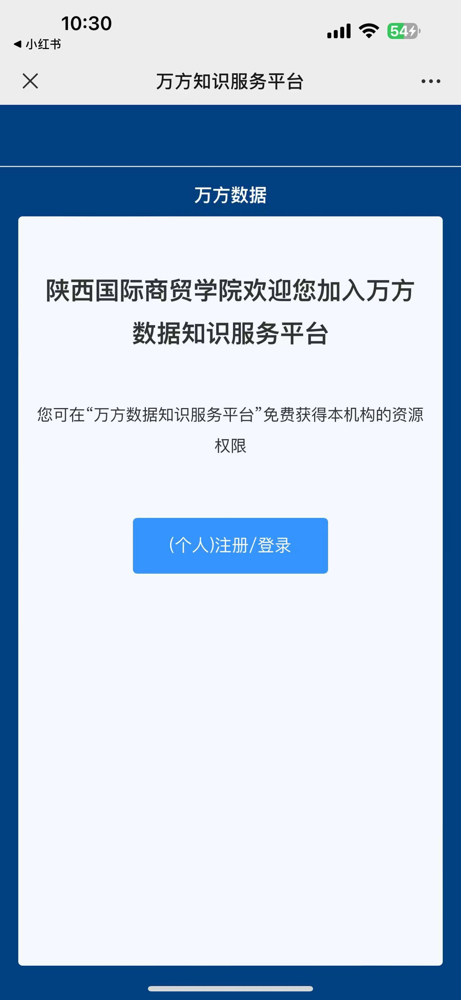 10:30
54
◀ 小红书
万方知识服务平台
万方数据
陕西国际商贸学院欢迎您加入万方
数据知识服务平台
您可在“万方数据知识服务平台”免费获得本机构的资源
权限
(个人)注册/登录